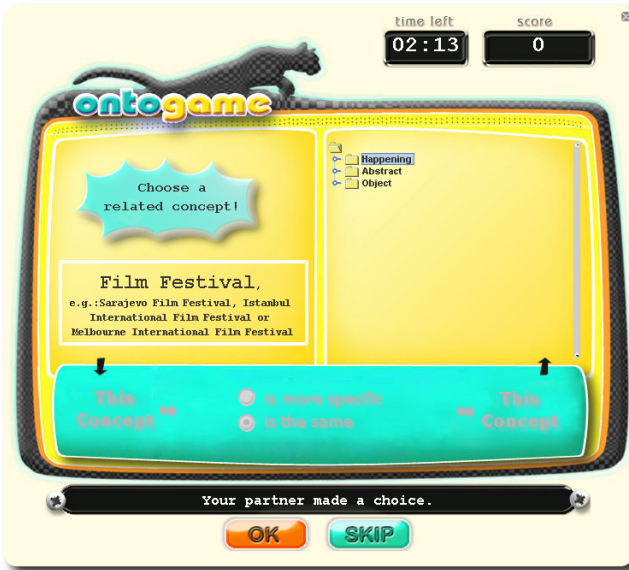 time left
score
02:13
0
ontogame
Choose a
related concept!
Happening
Abstract
Object
Film Festival,
e.g.:Sarajevo Film Festival, Istanbul
International Film Festival or
Melbourne International Film Festival
This
Concept
is more specific
is the same
This
Concept
Your partner made a choice.
OK
SKIP